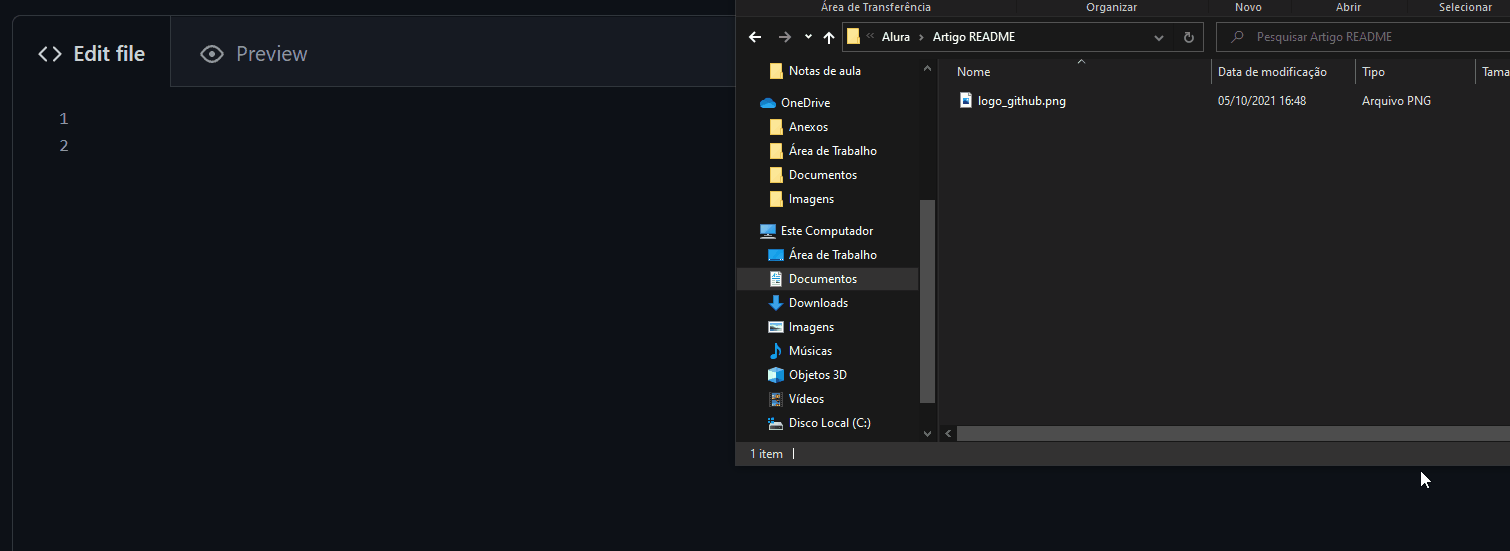 Edit file
Preview
1
2
Área de Transferência Organizar Novo Abrir Selecionar
Alura Artigo README
Pesquisar Artigo README
Notas de aula
OneDrive
Anexos
Área de Trabalho
Documentos
Imagens
Este Computador
Área de Trabalho
Documentos
Downloads
Imagens
Músicas
Objetos 3D
Vídeos
Disco Local (C:)
Nome Data de modificação Tipo Tama
logo_github.png 05/10/2021 16:48 Arquivo PNG
1 item